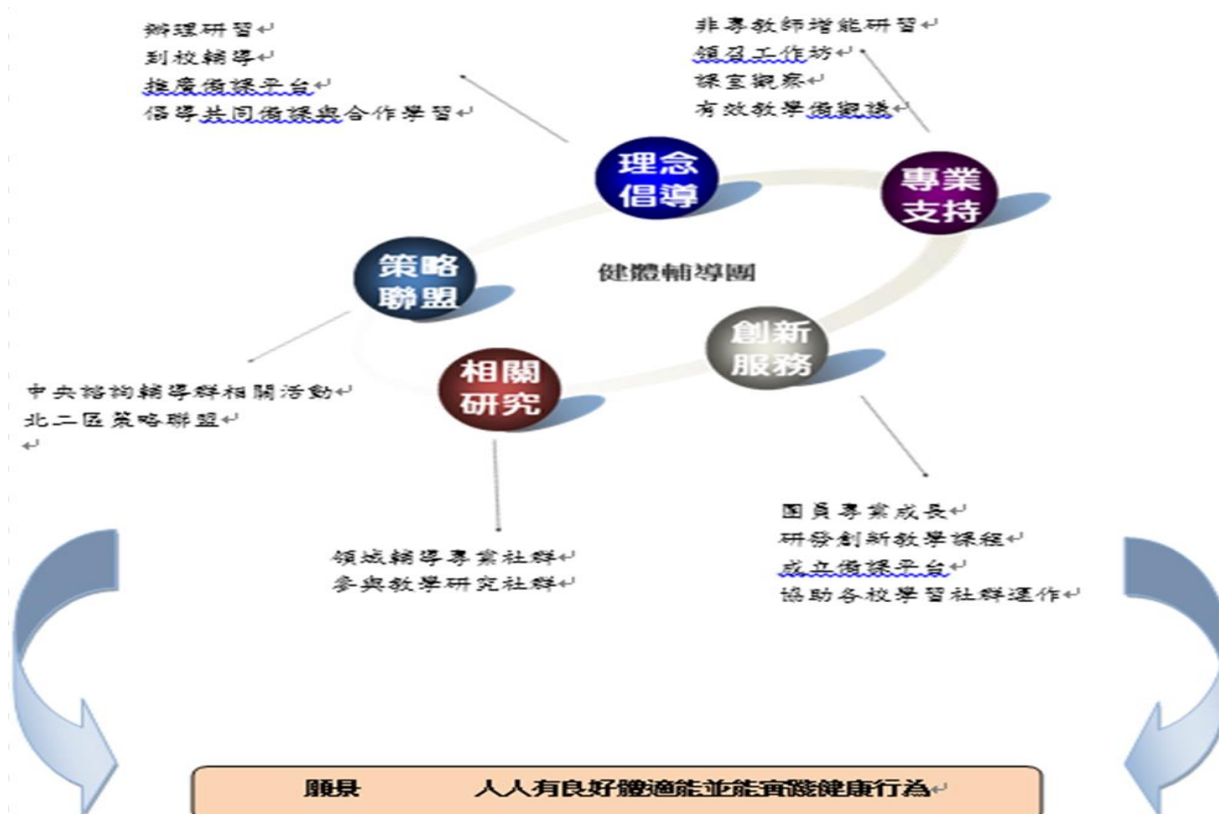 辦理研習
到校輔導
推廣備課平台
倡導共同備課與合作學習
非專教師增能研習
領召工作坊
課室觀察
有效教學備觀議
理念
倡導
專業
支持
策略
聯盟
健體輔導團
創新
服務
相關
研究
中央諮詢輔導群相關活動
北二區策略聯盟
領域輔導專業社群
參與教學研究社群
團員專業成長
研發創新教學課程
成立備課平台
協助各校學習社群運作
願景 人人有良好體適能並能實踐健康行為